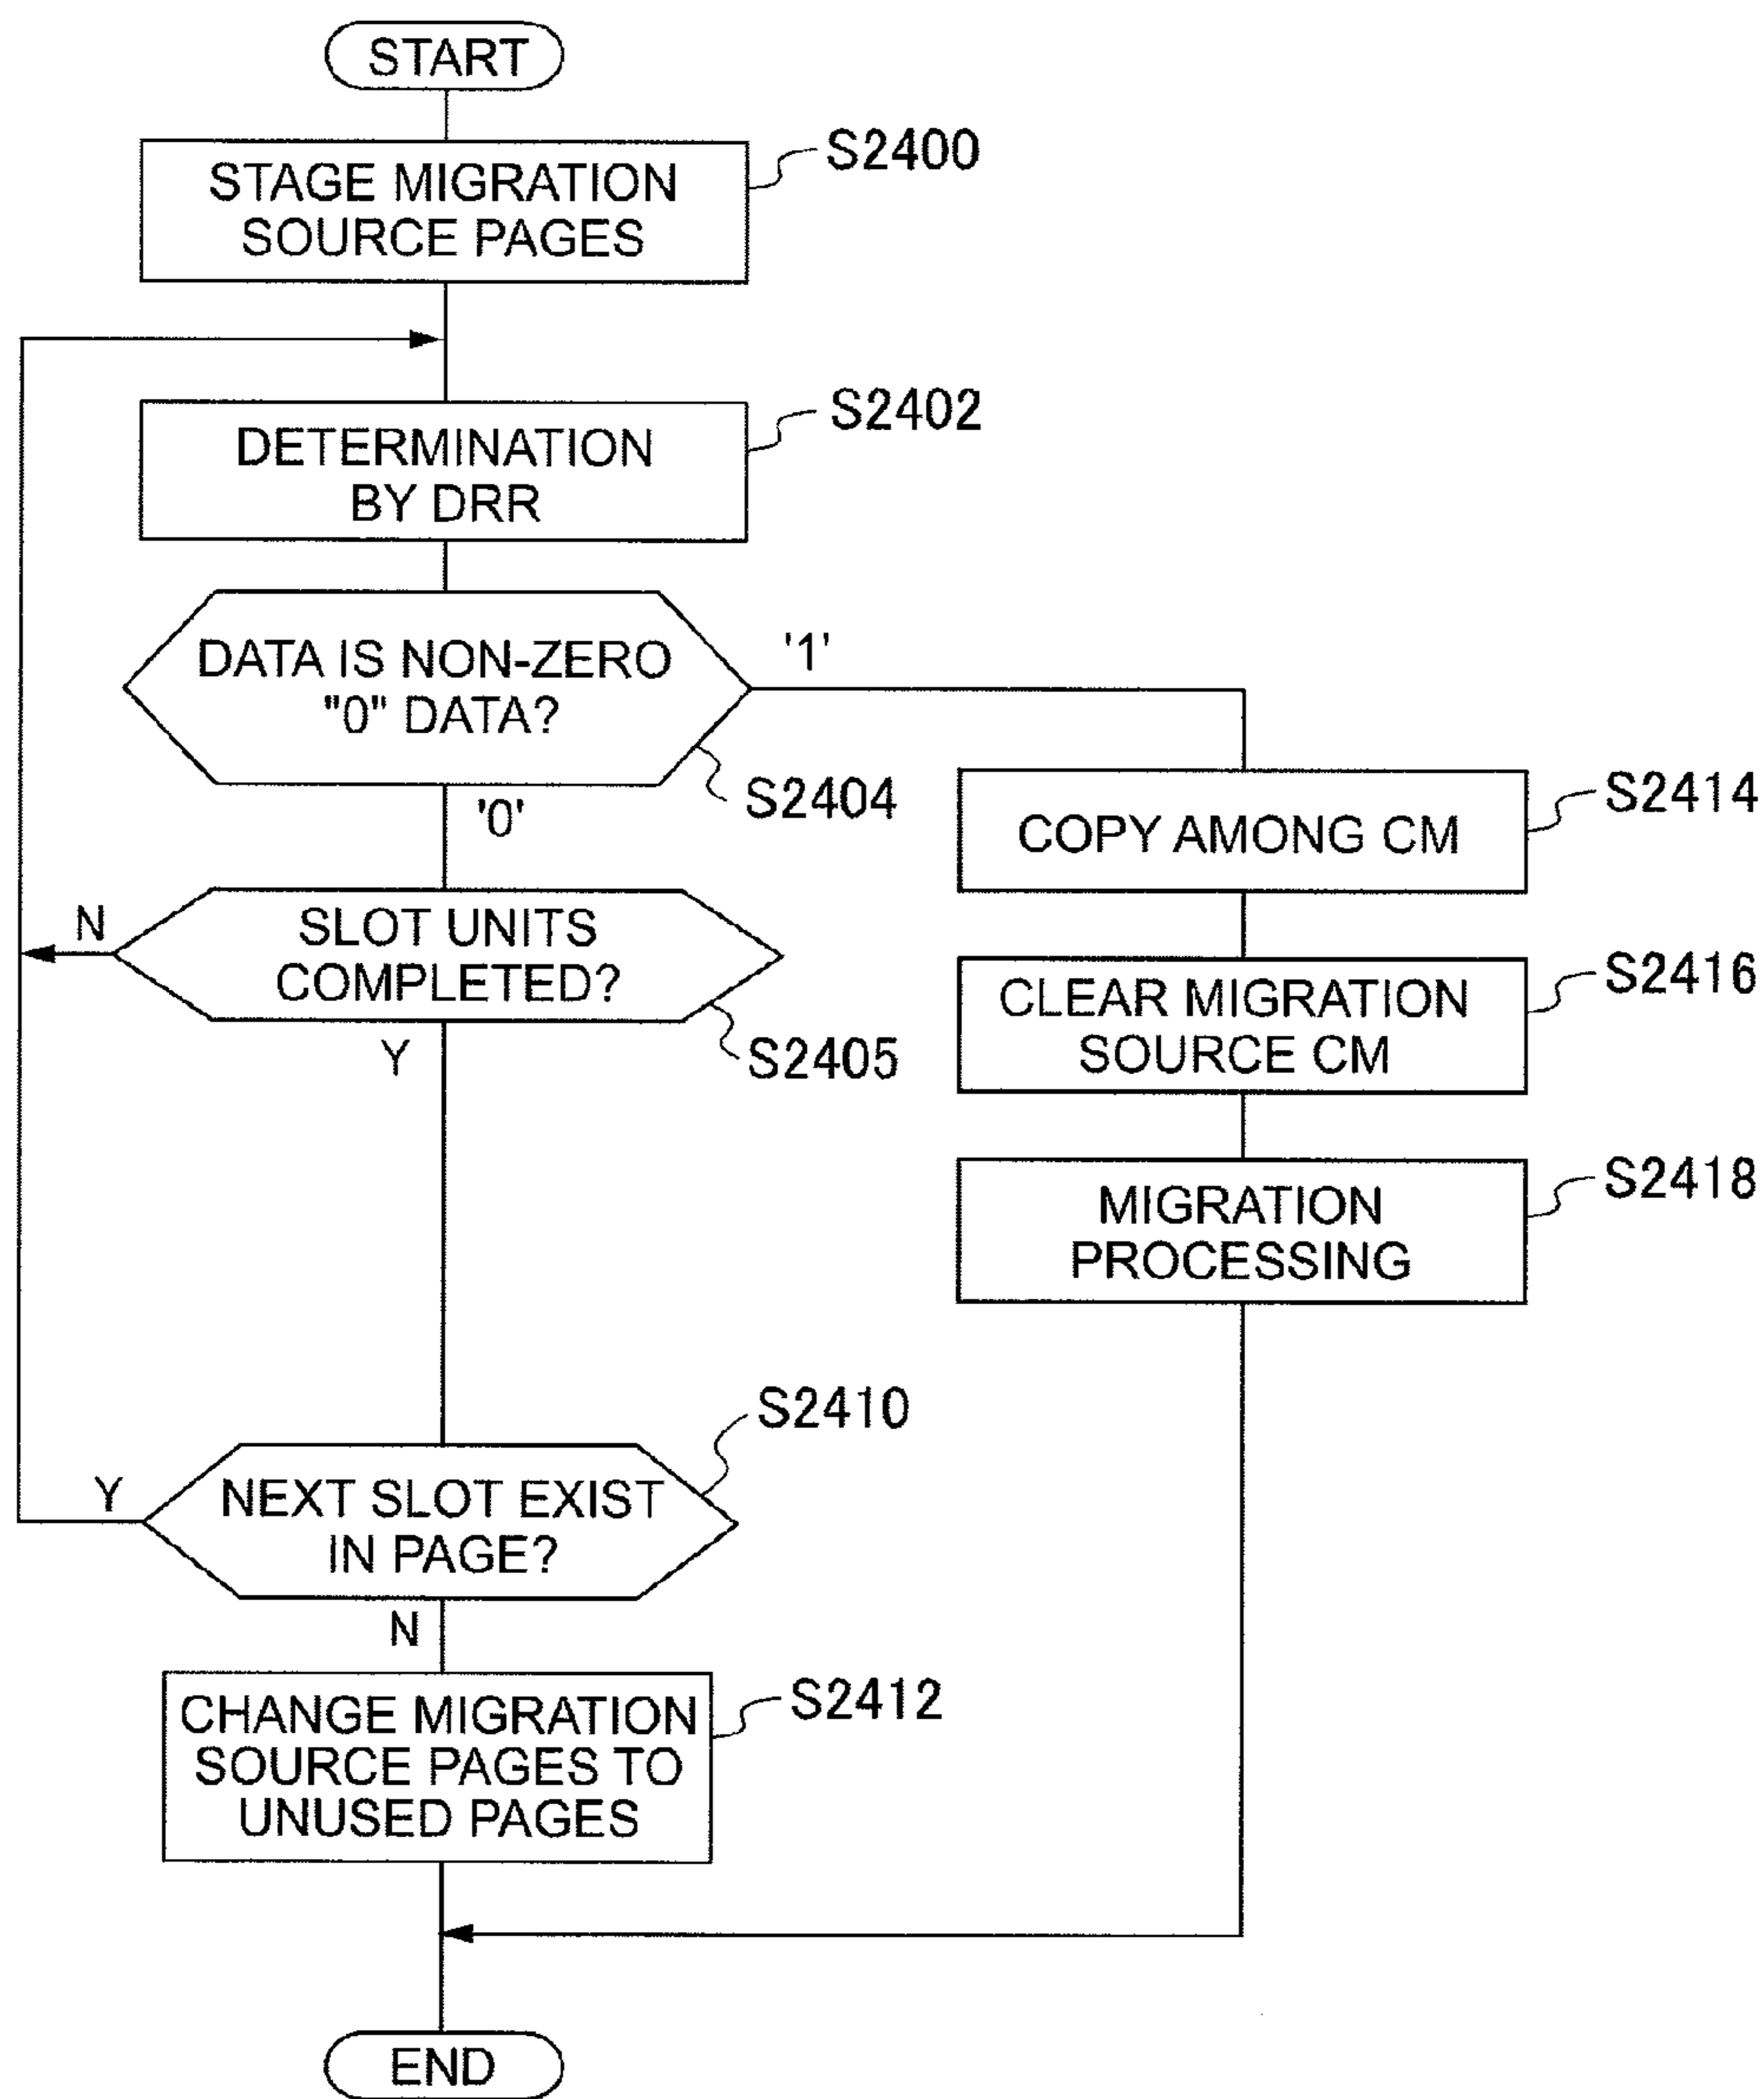 START
S2400
STAGE MIGRATION
SOURCE PAGES
S2402
DETERMINATION
BY DRR
DATA IS NON-ZERO
"0" DATA?
'1'
S2404
'0'
S2414
COPY AMONG CM
N
SLOT UNITS
COMPLETED?
S2405
Y
S2416
CLEAR MIGRATION
SOURCE CM
S2418
MIGRATION
PROCESSING
S2410
Y
NEXT SLOT EXIST
IN PAGE?
N
S2412
CHANGE MIGRATION
SOURCE PAGES TO
UNUSED PAGES
END